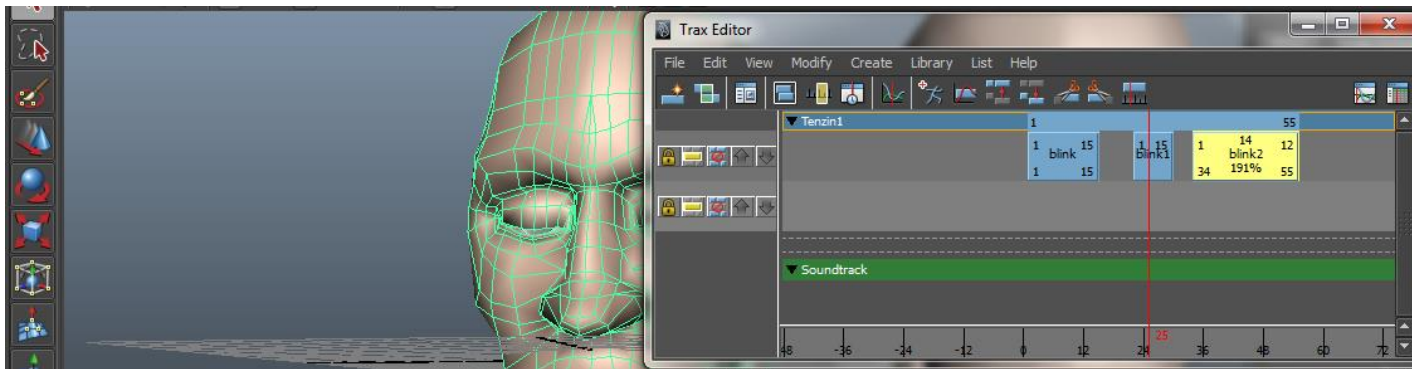 Trax Editor
File Edit View Modify Create Library List Help
Tenzin1 1 55
1 15 1 15 1 14 12
blink blink1 blink2
1 15 34 191% 55
Soundtrack
25
48 -36 -24 -12 0 12 24 36 48 60 72